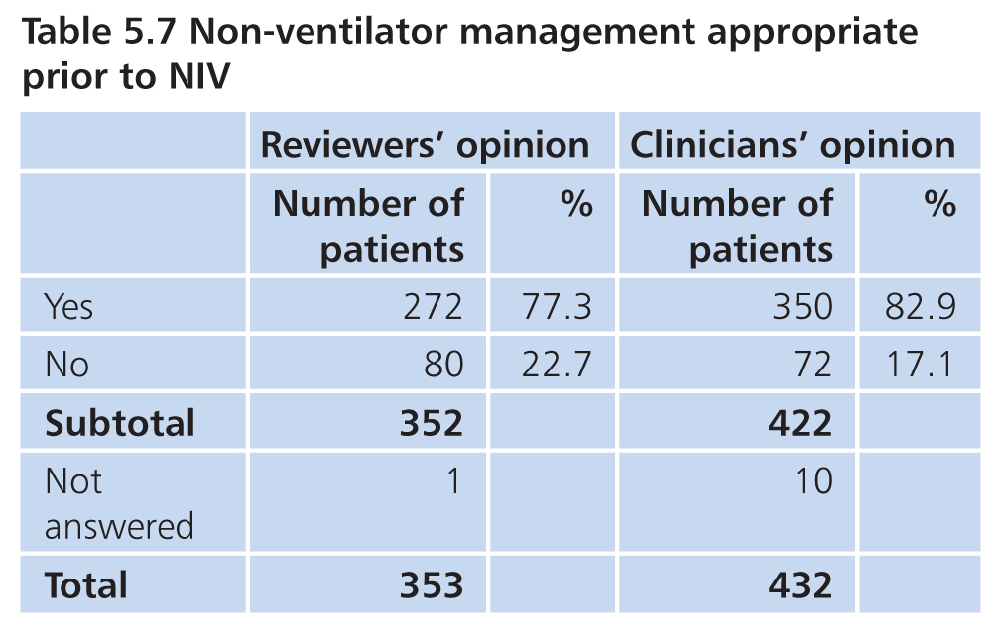 Table 5.7 Non-ventilator management appropriate
prior to NIV
Reviewers’ opinion Clinicians’ opinion
Number of % Number of %
patients patients
Yes 272 77.3 350 82.9
No 80 22.7 72 17.1
Subtotal 352 422
Not 1 10
answered
Total 353 432